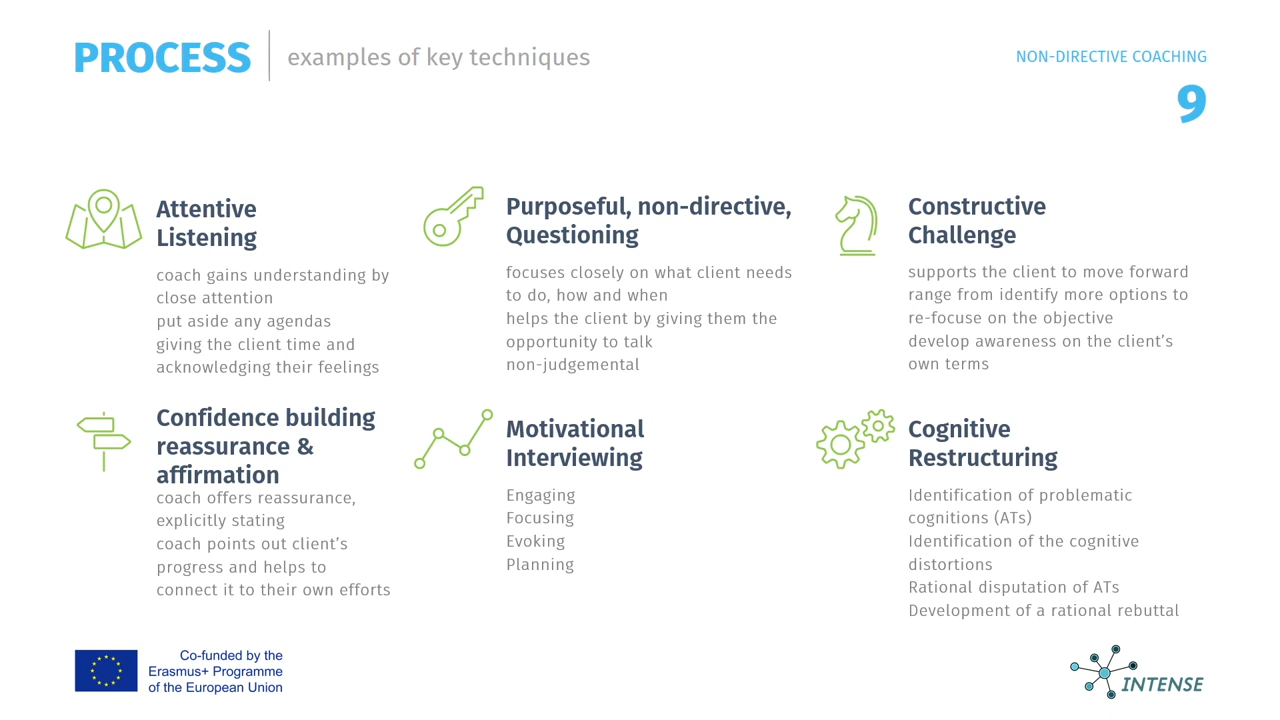 PROCESS
examples of key techniques
NON-DIRECTIVE COACHING
9
Attentive
Listening
coach gains understanding by
close attention
put aside any agendas
giving the client time and
acknowledging their feelings
Purposeful, non-directive,
Questioning
focuses closely on what client needs
to do, how and when
helps the client by giving them the
opportunity to talk
non-judgemental
Constructive
Challenge
supports the client to move forward
range from identify more options to
re-focus on the objective
develop awareness on the client’s
own terms
Confidence building
reassurance &
affirmation
coach offers reassurance,
explicitly stating
coach points out client’s
progress and helps to
connect it to their own efforts
Motivational
Interviewing
Engaging
Focusing
Evoking
Planning
Cognitive
Restructuring
Identification of problematic
cognitions (ATs)
Identification of the cognitive
distortions
Rational disputation of ATs
Development of a rational rebuttal
Co-funded by the
Erasmus+ Programme
of the European Union
INTENSE